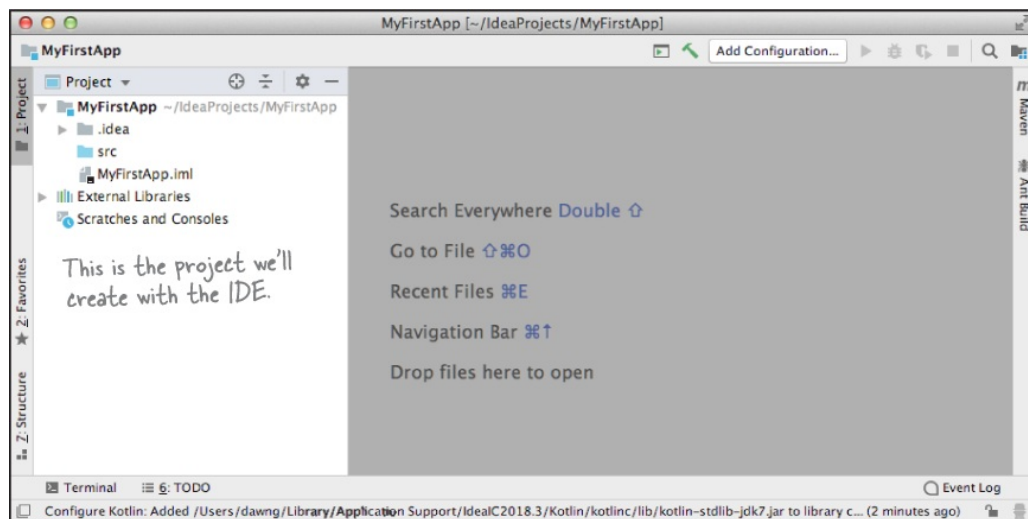 MyFirstApp [~/IdeaProjects/MyFirstApp]
MyFirstApp
Add Configuration...
1: Project
Project
MyFirstApp ~/IdeaProjects/MyFirstApp
.idea
src
MyFirstApp.iml
External Libraries
Scratches and Consoles
This is the project we'll
create with the IDE.
2: Favorites
Z: Structure
Search Everywhere Double ⇧
Go to File ⇧⌘O
Recent Files ⌘E
Navigation Bar ⌘↑
Drop files here to open
m Maven
Ant Build
Terminal
6: TODO
Event Log
Configure Kotlin: Added /Users/dawng/Library/Application Support/IdeaIC2018.3/Kotlin/kotlinc/lib/kotlin-stdlib-jdk7.jar to library c... (2 minutes ago)